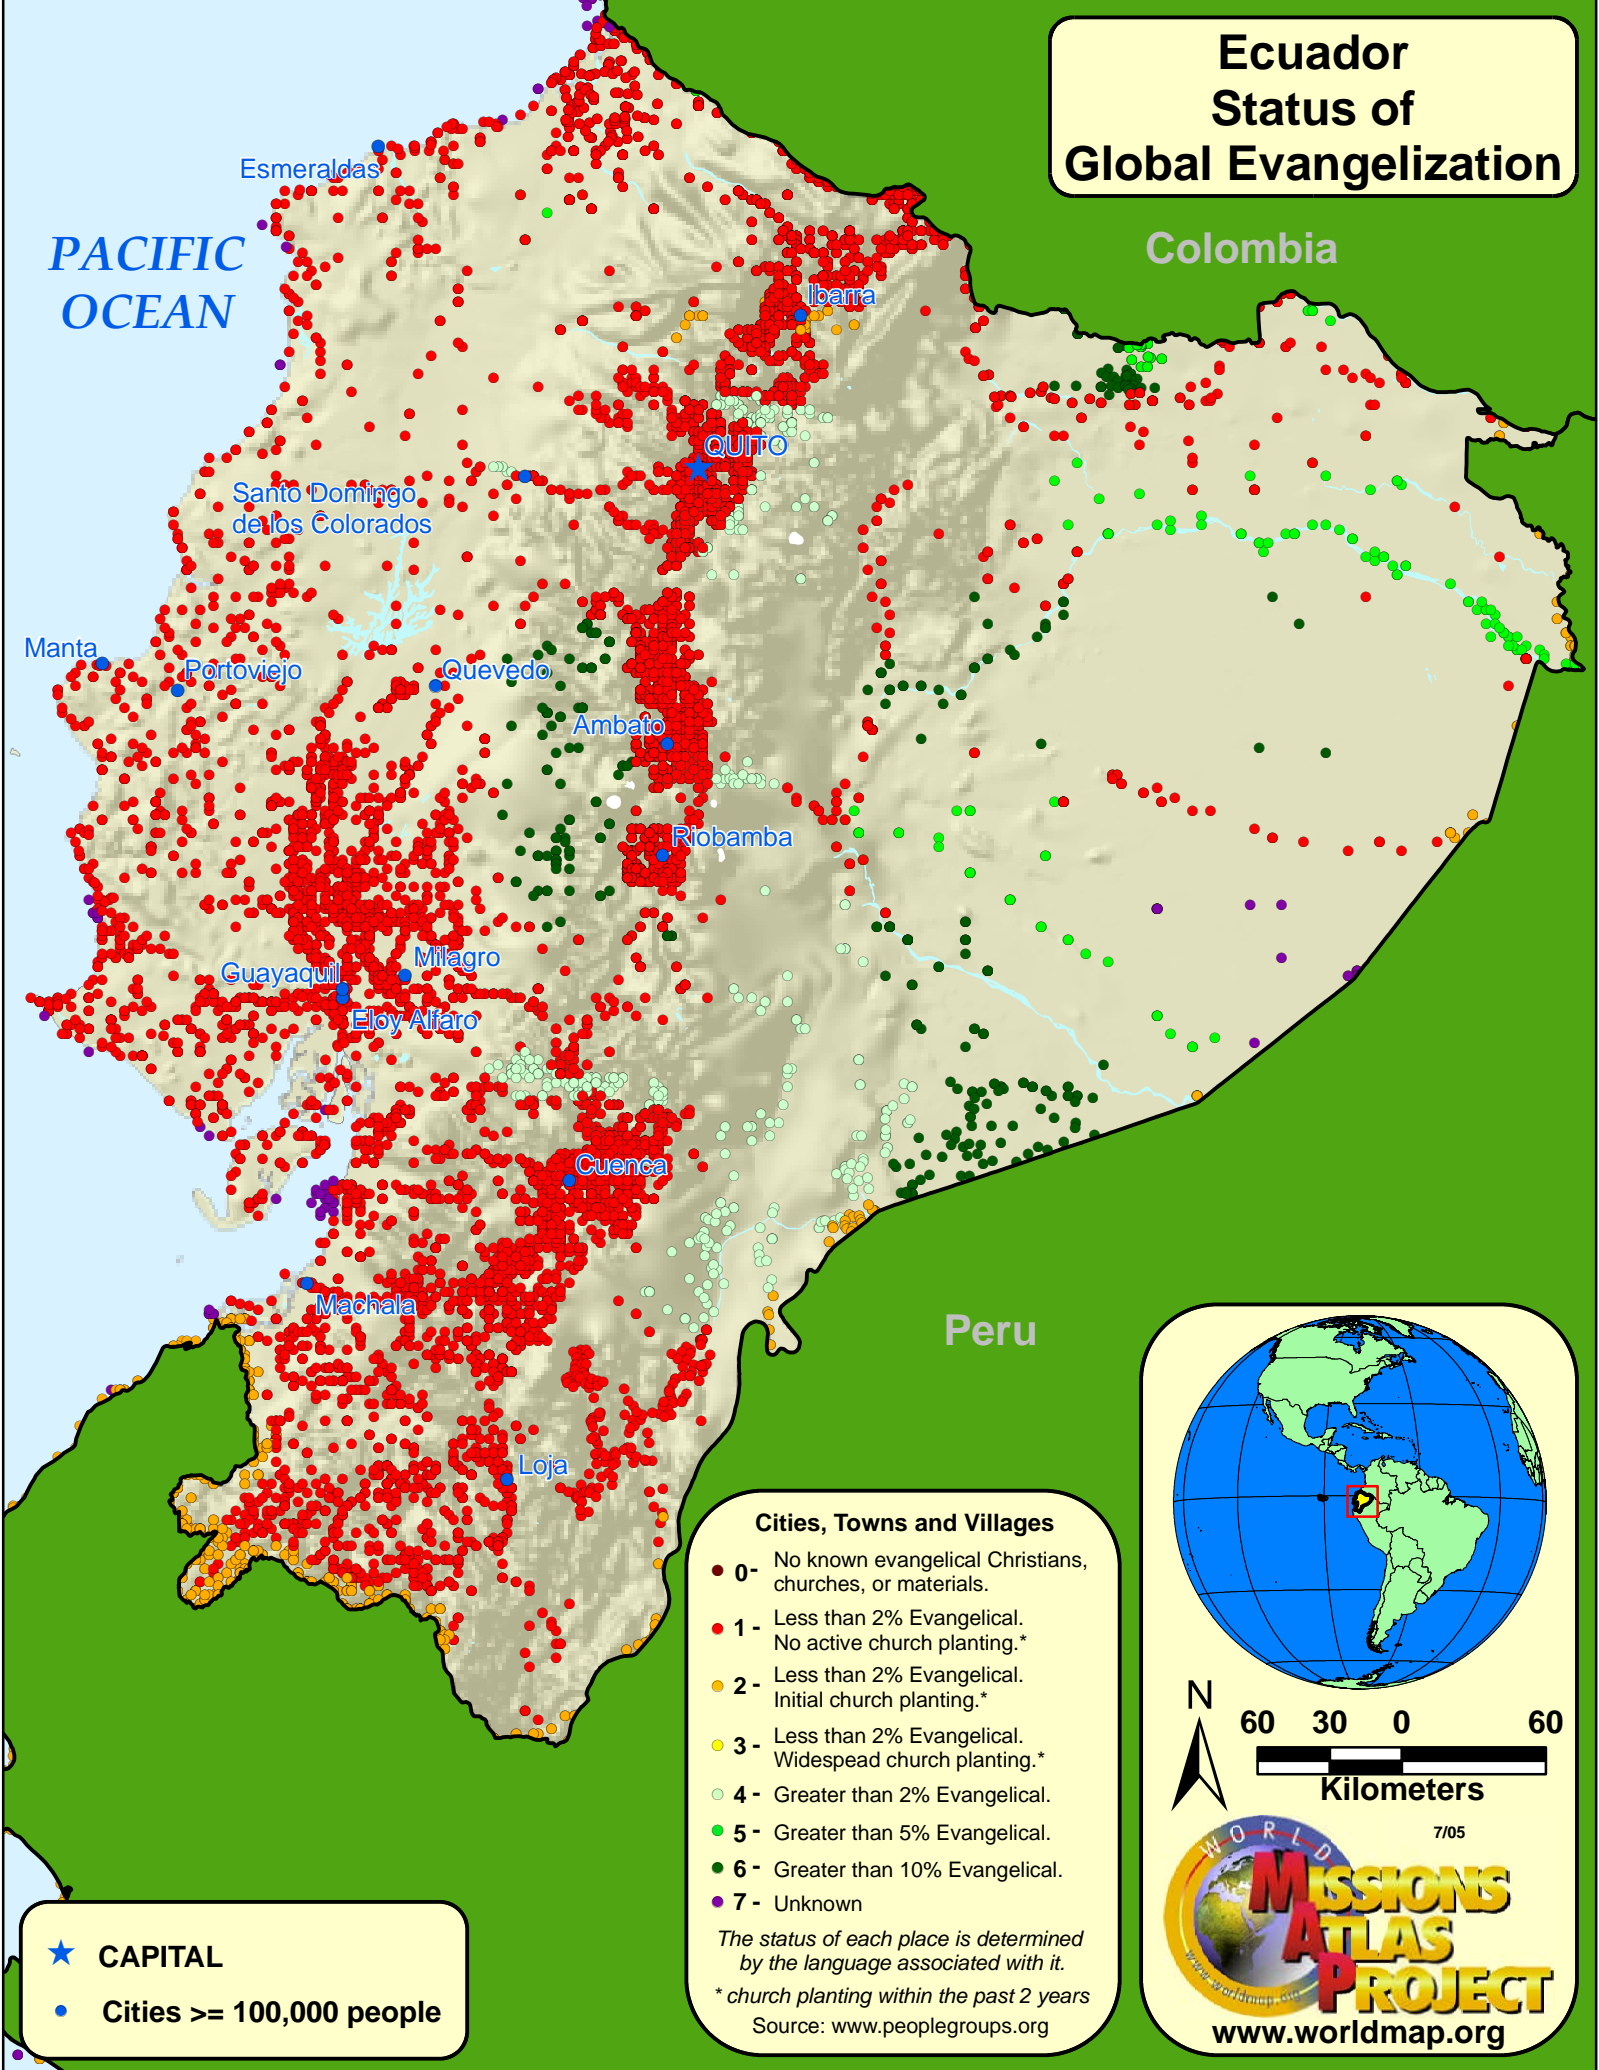 Ecuador
Status of
Global Evangelization
Colombia
Esmeraldas
PACIFIC
OCEAN
Ibarra
QUITO
Santo Domingo
de los Colorados
Manta
Portoviejo
Quevedo
Ambato
Riobamba
Milagro
Guayaquil
Eloy Alfaro
Cuenca
Machala
Peru
Loja
Cities, Towns and Villages
0- No known evangelical Christians,
churches, or materials.
1 - Less than 2% Evangelical.
No active church planting.*
2 - Less than 2% Evangelical.
Initial church planting.*
3 - Less than 2% Evangelical.
Widespead church planting.*
4 - Greater than 2% Evangelical.
5 - Greater than 5% Evangelical.
6 - Greater than 10% Evangelical.
7 - Unknown
The status of each place is determined
by the language associated with it.
* church planting within the past 2 years
Source: www.peoplegroups.org
CAPITAL
Cities >= 100,000 people
N
60 30 0 60
Kilometers
7/05
WORLD
MISSIONS
ATLAS
PROJECT
www.worldmap.org
www.worldmap.org